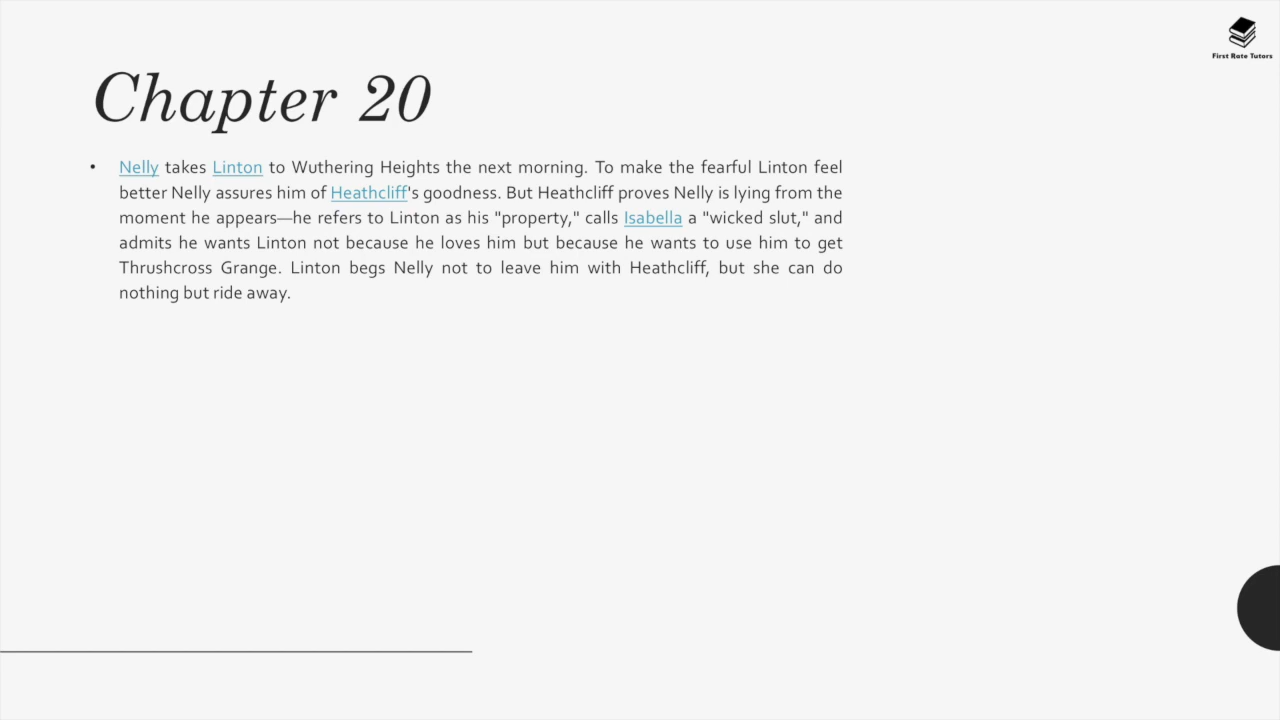 First Rate Tutors
Chapter 20
• Nelly takes Linton to Wuthering Heights the next morning. To make the fearful Linton feel
better Nelly assures him of Heathcliff's goodness. But Heathcliff proves Nelly is lying from the
moment he appears—he refers to Linton as his "property," calls Isabella a "wicked slut," and
admits he wants Linton not because he loves him but because he wants to use him to get
Thrushcross Grange. Linton begs Nelly not to leave him with Heathcliff, but she can do
nothing but ride away.